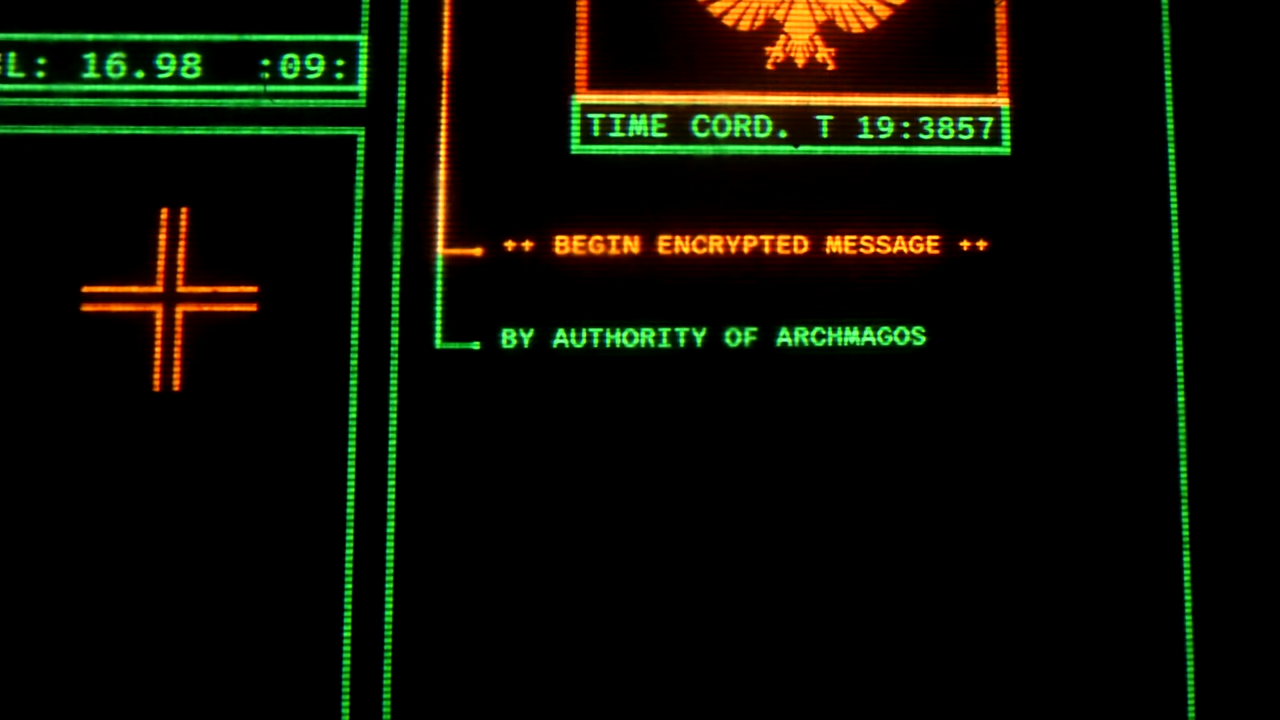 L: 16.98 :09:
TIME CORD. T 19:3857
++ BEGIN ENCRYPTED MESSAGE ++
BY AUTHORITY OF ARCHMAGOS